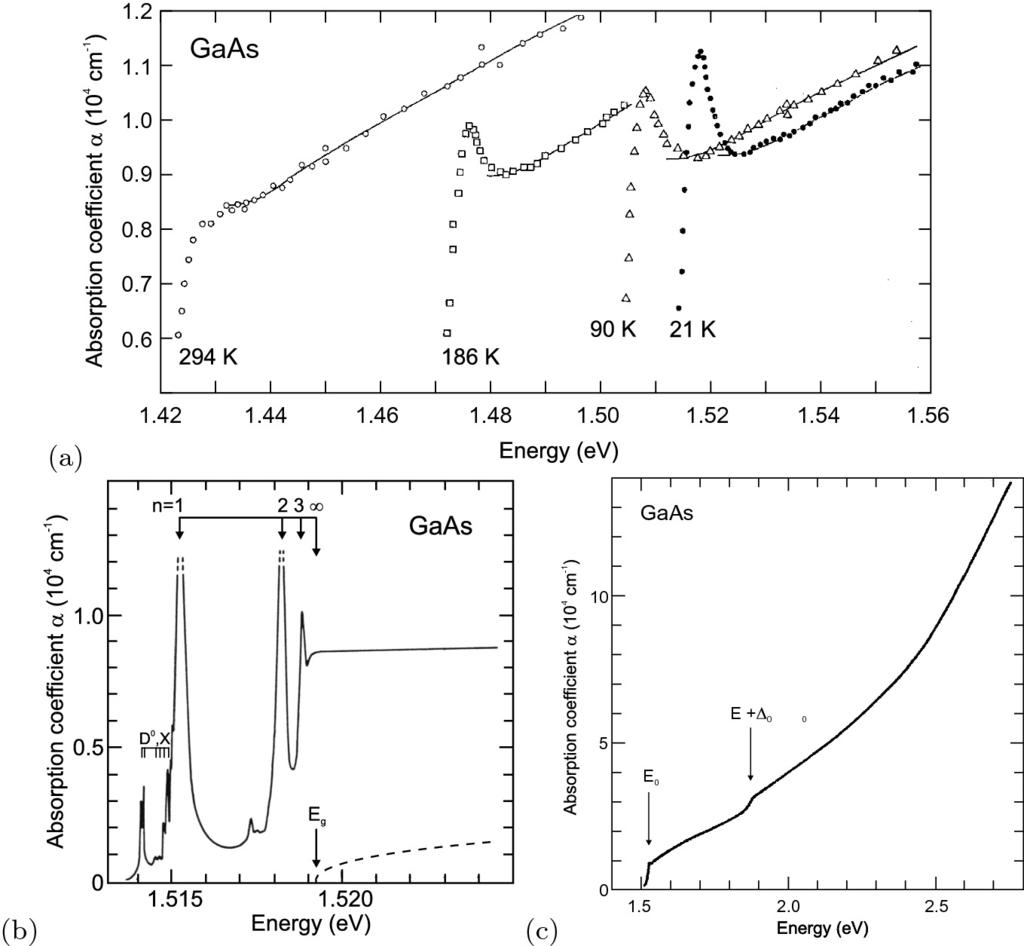 GaAs
Absorption coefficient α (10⁴ cm⁻¹)
1.2
1.1
1.0
0.9
0.8
0.7
0.6
294 K
186 K
90 K
21 K
1.42
1.44
1.46
1.48
1.50
1.52
1.54
1.56
Energy (eV)
(a)
n=1
2
3
∞
GaAs
Absorption coefficient α (10⁴ cm⁻¹)
1.0
0.5
0
D⁰,X
E_g
1.515
1.520
Energy (eV)
(b)
GaAs
Absorption coefficient α (10⁴ cm⁻¹)
10
5
0
E₀
E +Δ₀ ₀
1.5
2.0
2.5
Energy (eV)
(c)